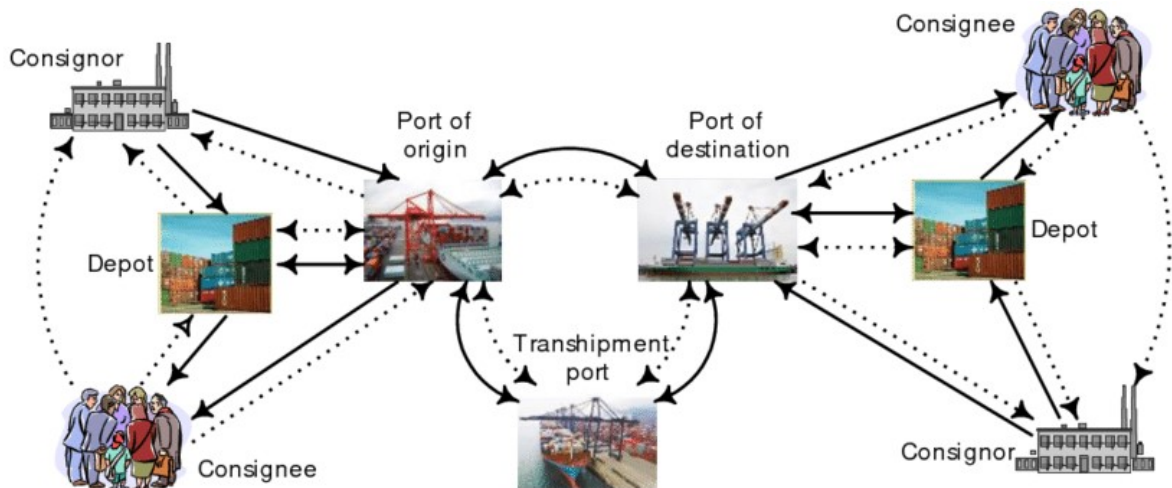 Consignor
Consignee
Port of
origin
Port of
destination
Depot
Depot
Transhipment
port
Consignee
Consignor